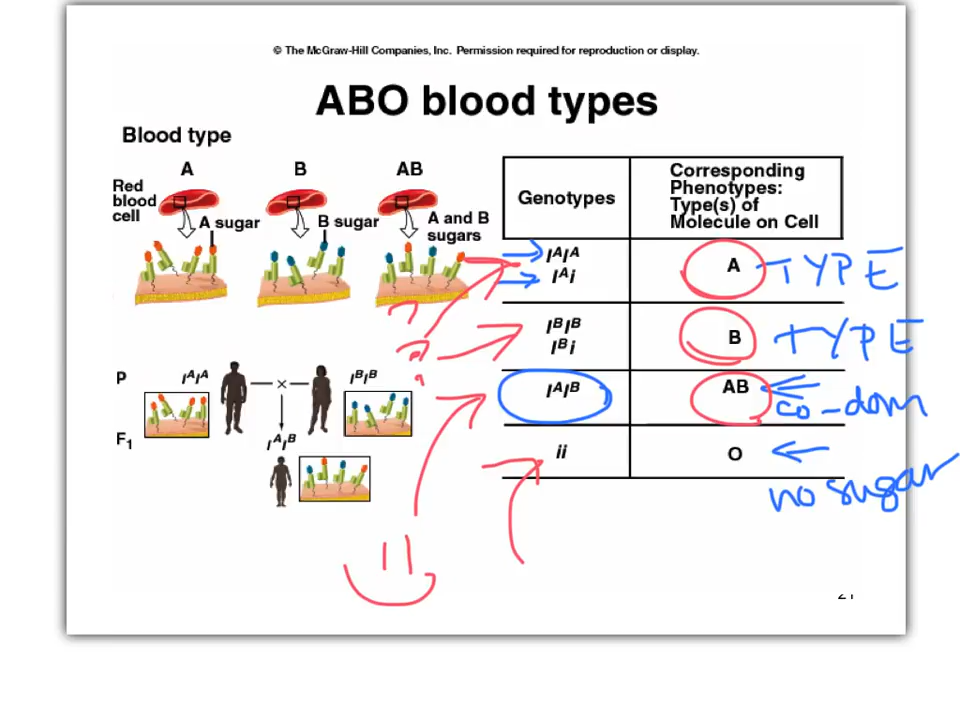 © The McGraw-Hill Companies, Inc. Permission required for reproduction or display.
ABO blood types
Blood type
A B AB
Red
blood
cell
A sugar
B sugar
A and B
sugars
P
IAIA
×
IBIB
F1
IAIB
Genotypes
Corresponding
Phenotypes:
Type(s) of
Molecule on Cell
IAIA
IAi
A
TYPE
IBIB
IBi
B
TYPE
IAIB
AB
co-dom
ii
O
no sugar